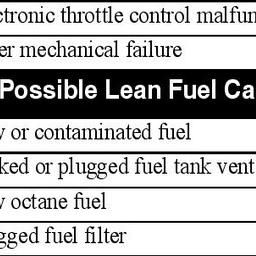 ctronic throttle control malfun
er mechanical failure
Possible Lean Fuel Ca
w or contaminated fuel
ked or plugged fuel tank vent
w octane fuel
gged fuel filter